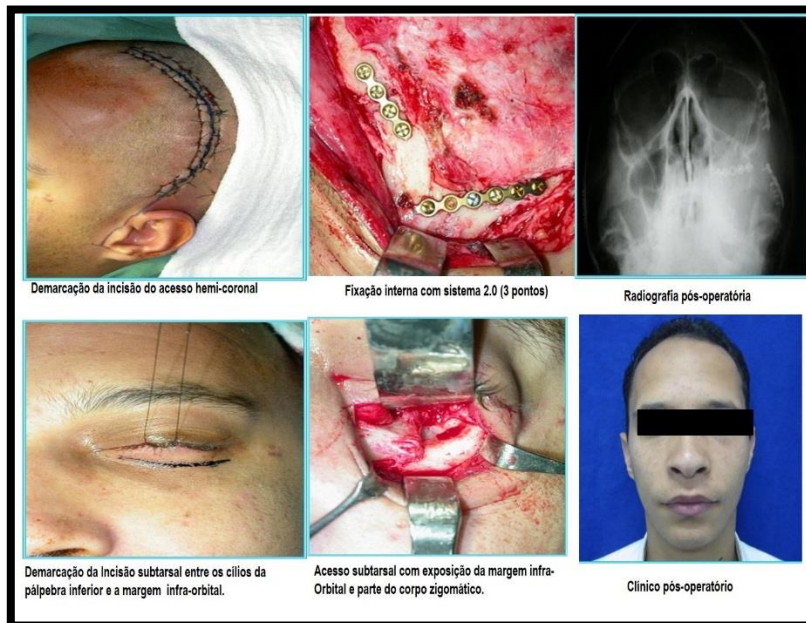 Demarcação da incisão do acesso hemi-coronal
Fixação interna com sistema 2.0 (3 pontos)
Radiografia pós-operatória
Demarcação da Incisão subtarsal entre os cílios da
pálpebra inferior e a margem infra-orbital.
Acesso subtarsal com exposição da margem infra-
Orbital e parte do corpo zigomático.
Clinico pós-operatório